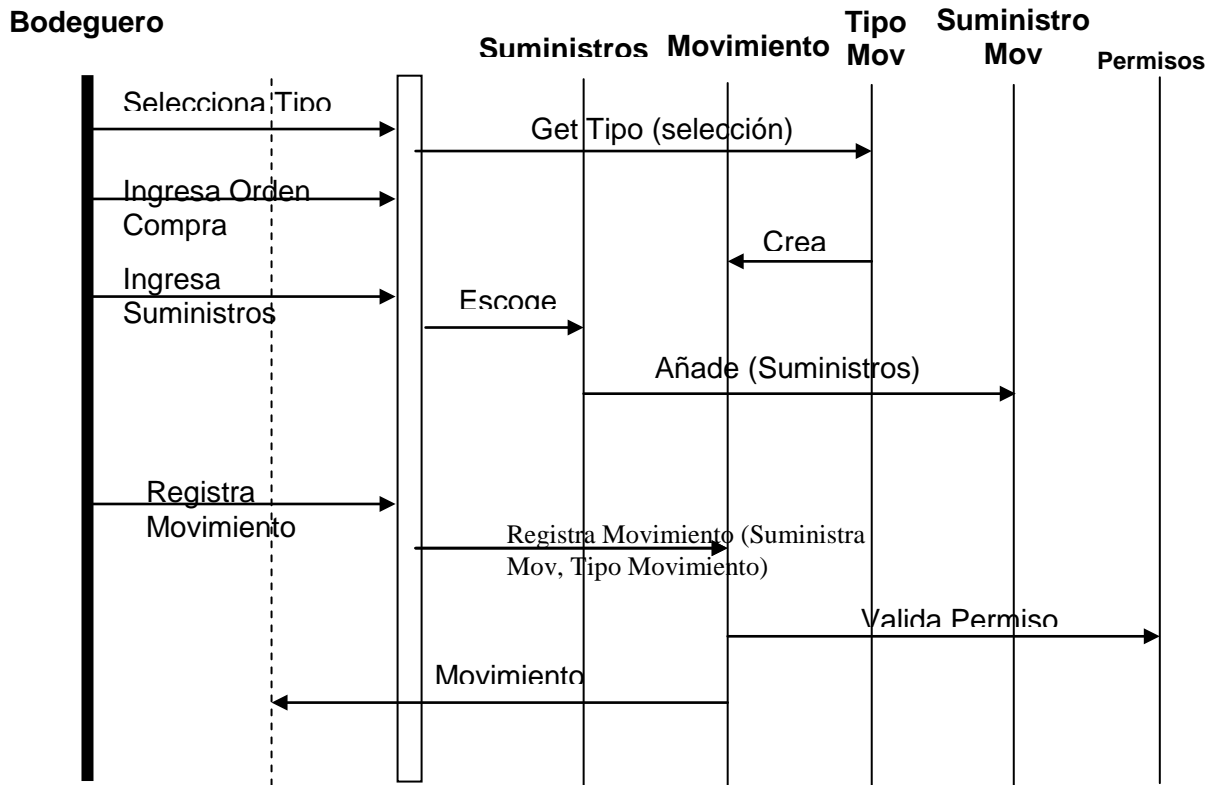 Bodeguero
Suministros
Movimiento
Tipo
Mov
Suministro
Mov
Permisos
Selecciona Tipo
Get Tipo (selección)
Ingresa Orden
Compra
Crea
Ingresa
Suministros
Escoge
Añade (Suministros)
Registra
Movimiento
Registra Movimiento (Suministra
Mov, Tipo Movimiento)
Valida Permiso
Movimiento